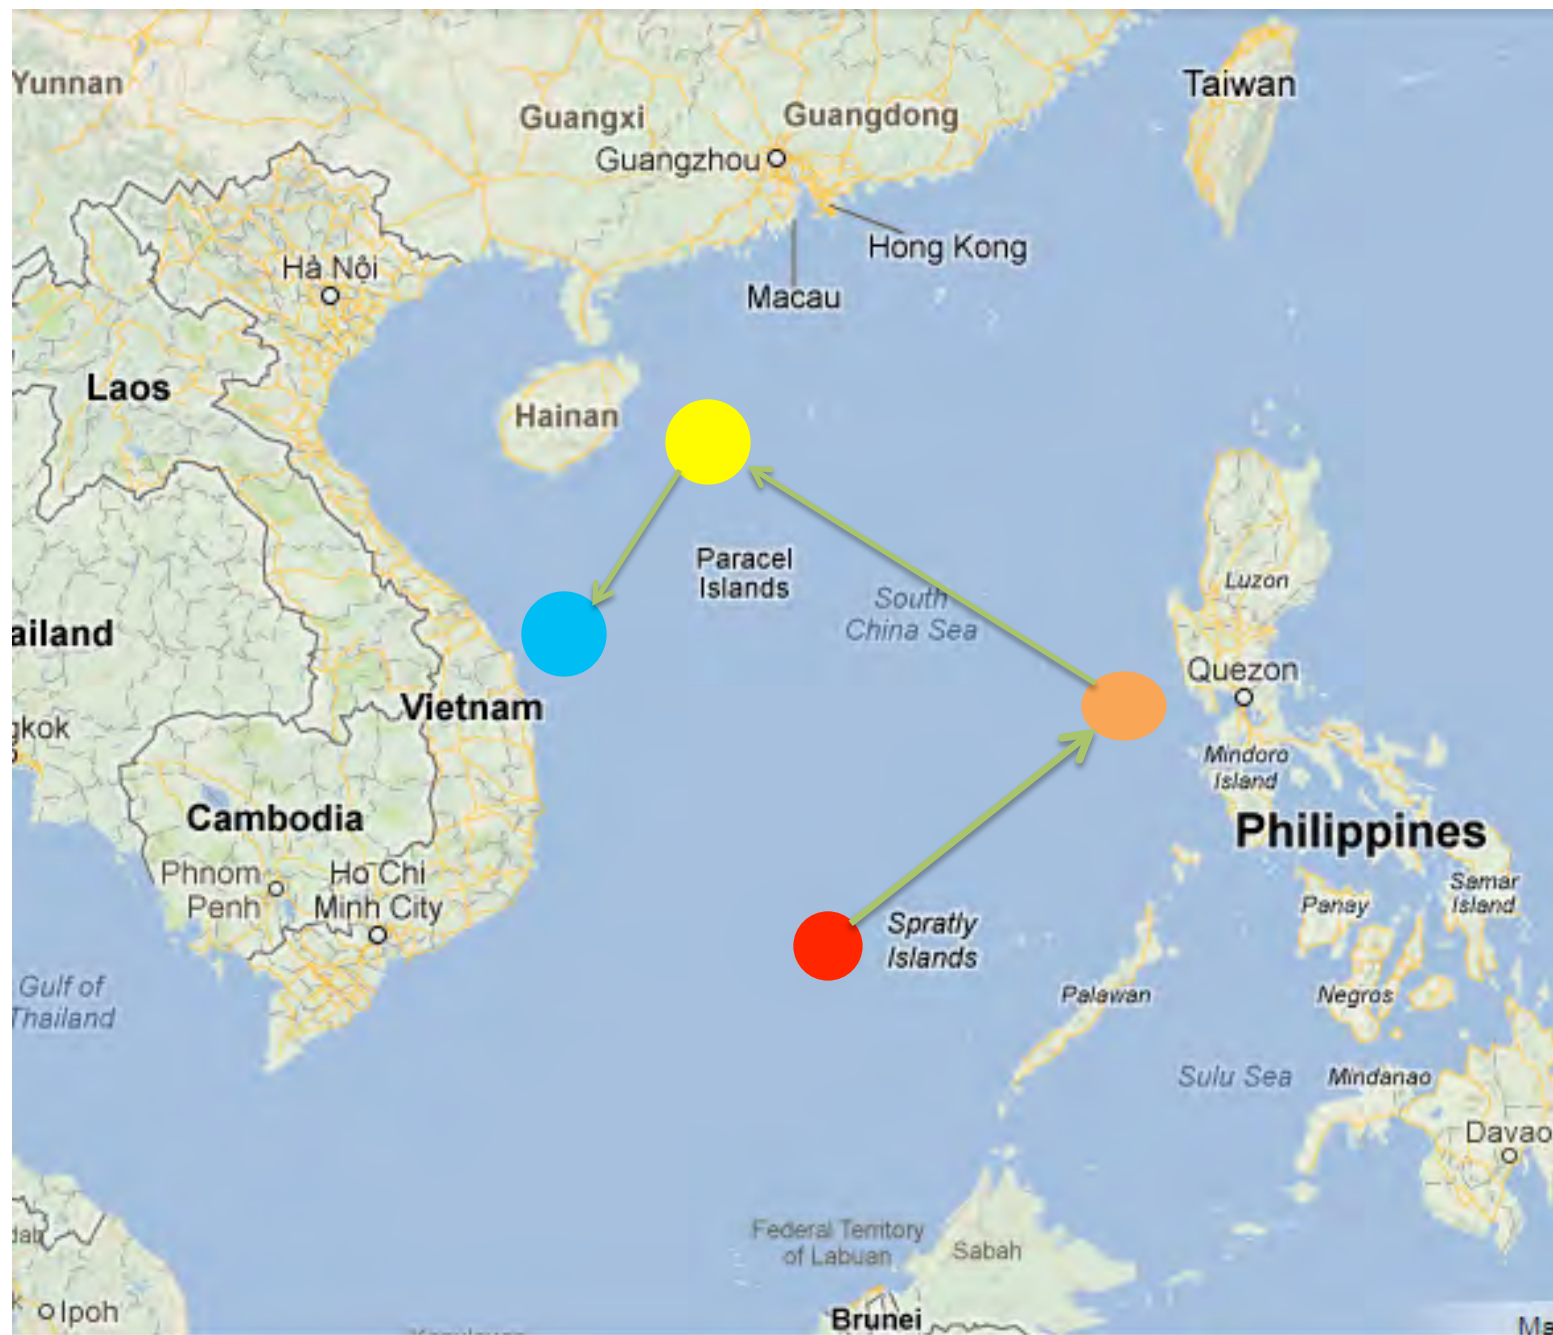 Yunnan
Taiwan
Guangxi
Guangdong
Guangzhou
Hong Kong
Hà Nội
Macau
Laos
Hainan
Paracel
Islands
South
China Sea
Luzon
ailand
Quezon
Vietnam
gkok
Mindoro
Island
Cambodia
Philippines
Phnom
Penh
Ho Chi
Minh City
Samar
Island
Panay
Spratly
Islands
Gulf of
Thailand
Palawan
Negros
Sulu Sea
Mindanao
Davao
Federal Territory
of Labuan
Sabah
Ipoh
Brunei